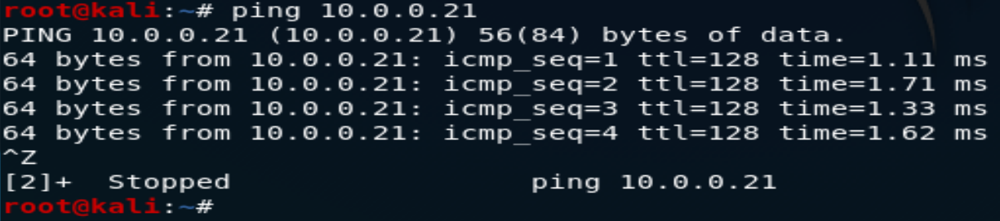 root@kali:~# ping 10.0.0.21
PING 10.0.0.21 (10.0.0.21) 56(84) bytes of data.
64 bytes from 10.0.0.21: icmp_seq=1 ttl=128 time=1.11 ms
64 bytes from 10.0.0.21: icmp_seq=2 ttl=128 time=1.71 ms
64 bytes from 10.0.0.21: icmp_seq=3 ttl=128 time=1.33 ms
64 bytes from 10.0.0.21: icmp_seq=4 ttl=128 time=1.62 ms
^Z
[2]+  Stopped                 ping 10.0.0.21
root@kali:~#